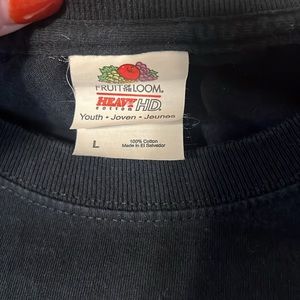 FRUIT OF THE LOOM.
HEAVY HD.
COTTON
Youth • Joven • Jeunes
L
100% Cotton
Made in El Salvador